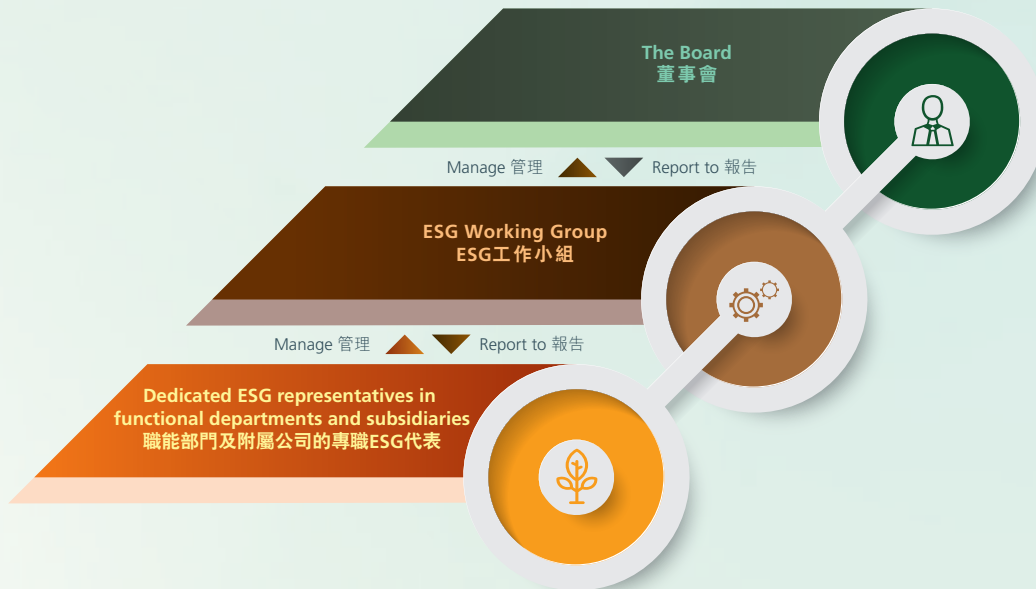 The Board
董事會
Manage 管理 Report to 報告
ESG Working Group
ESG工作小組
Manage 管理 Report to 報告
Dedicated ESG representatives in
functional departments and subsidiaries
職能部門及附屬公司的專職ESG代表